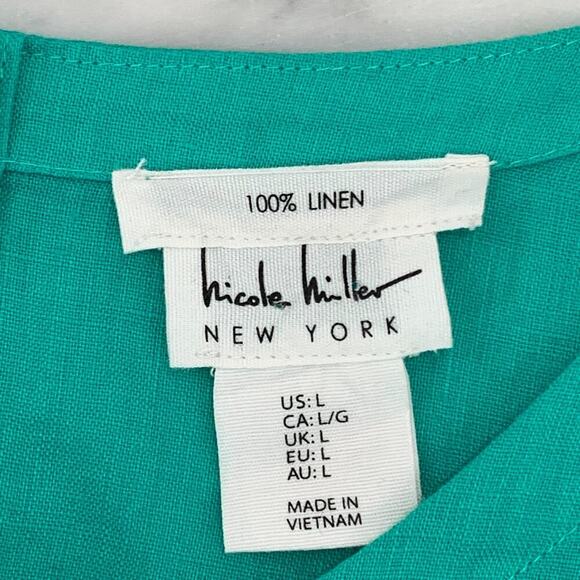 100% LINEN
Nicole Miller
NEW YORK
US: L
CA: L/G
UK: L
EU: L
AU: L
MADE IN
VIETNAM